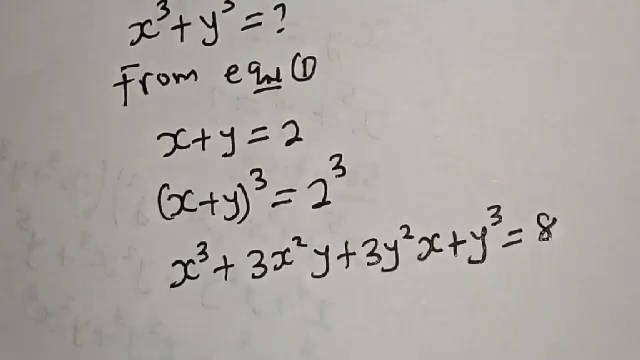 x³ + y³ = ?
From eqn ①
x + y = 2
(x + y)³ = 2³
x³ + 3x²y + 3y²x + y³ = 8